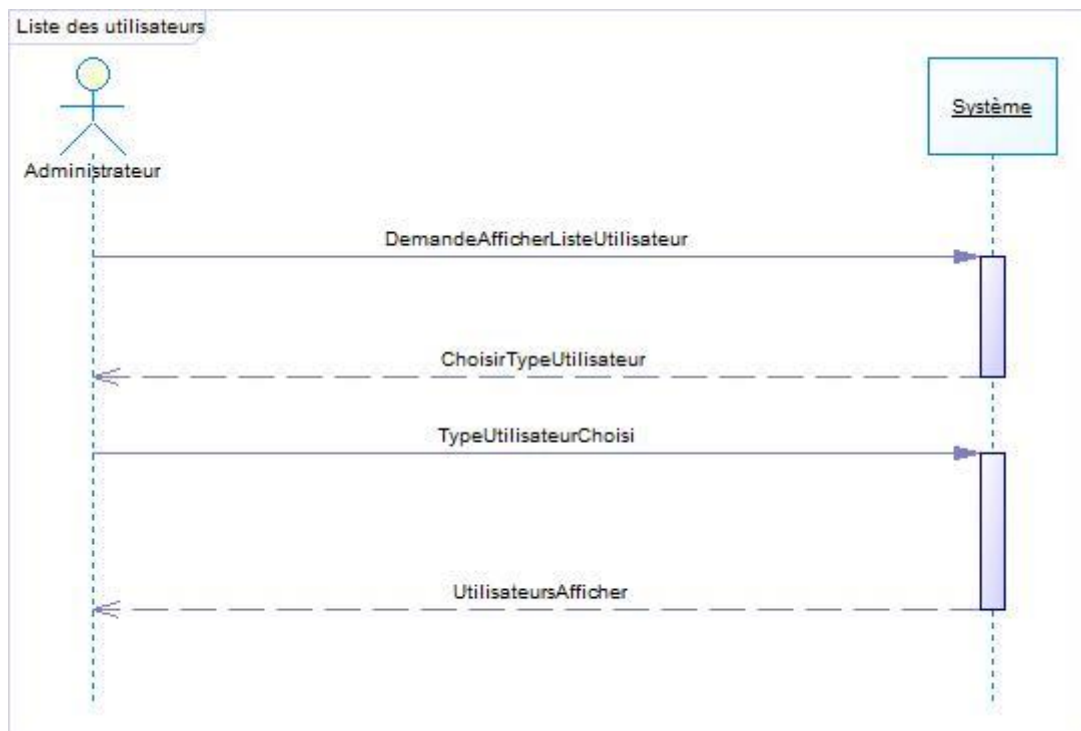 Liste des utilisateurs
Système
Administrateur
DemandeAfficherListeUtilisateur
ChoisirTypeUtilisateur
TypeUtilisateurChoisi
UtilisateursAfficher